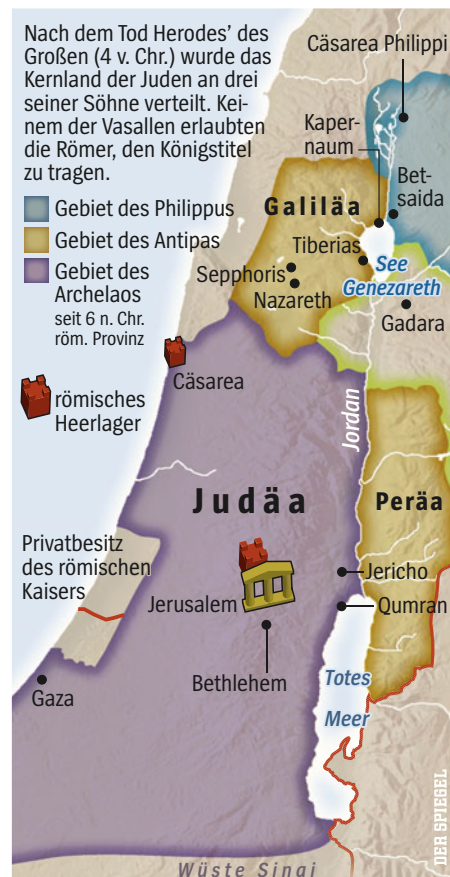 Nach dem Tod Herodes’ des
Großen (4 v. Chr.) wurde das
Kernland der Juden an drei
seiner Söhne verteilt. Kei-
nem der Vasallen erlaubten
die Römer, den Königstitel
zu tragen.
Gebiet des Philippus
Gebiet des Antipas
Gebiet des
Archelaos
seit 6 n. Chr.
röm. Provinz
römisches
Heerlager
Cäsarea Philippi
Kaper-
naum
Bet-
saida
Galiläa
Tiberias
See
Genezareth
Sepphoris
Nazareth
Gadara
Cäsarea
Jordan
Judäa
Peräa
Privatbesitz
des römischen
Kaisers
Jericho
Jerusalem
Qumran
Bethlehem
Gaza
Totes
Meer
Wüste Sinai
DER SPIEGEL